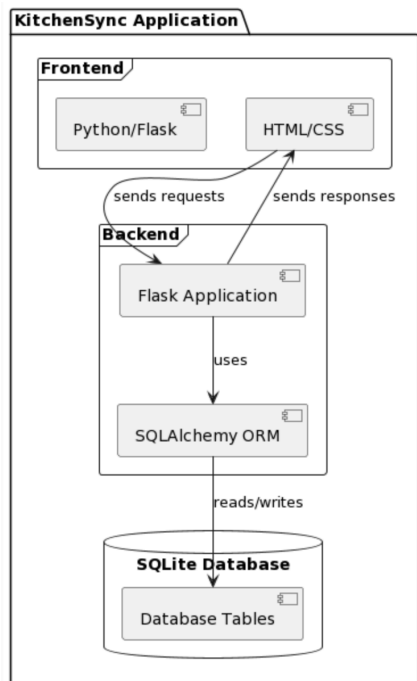 KitchenSync Application
Frontend
Python/Flask
HTML/CSS
sends requests
sends responses
Backend
Flask Application
uses
SQLAlchemy ORM
reads/writes
SQLite Database
Database Tables